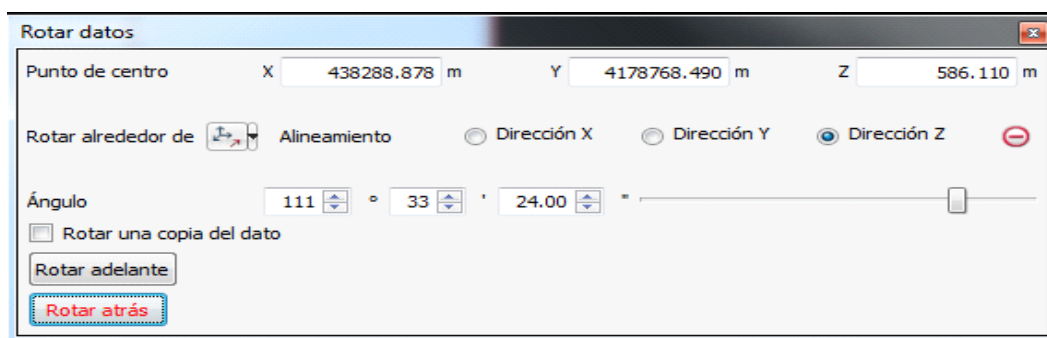 Rotar datos
Punto de centro X 438288.878 m Y 4178768.490 m Z 586.110 m
Rotar alrededor de Alineamiento Dirección X Dirección Y Dirección Z
Ángulo 111 ° 33 ' 24.00 "
Rotar una copia del dato
Rotar adelante
Rotar atrás